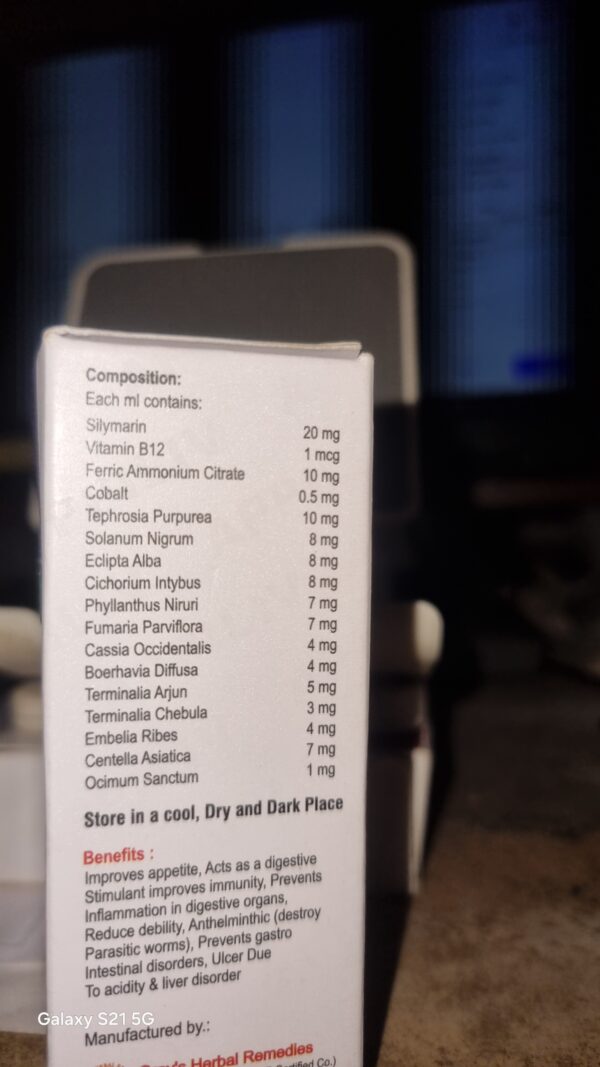 Composition:
Each ml contains:
Silymarin 20 mg
Vitamin B12 1 mcg
Ferric Ammonium Citrate 10 mg
Cobalt 0.5 mg
Tephrosia Purpurea 10 mg
Solanum Nigrum 8 mg
Eclipta Alba 8 mg
Cichorium Intybus 8 mg
Phyllanthus Niruri 7 mg
Fumaria Parviflora 7 mg
Cassia Occidentalis 4 mg
Boerhavia Diffusa 4 mg
Terminalia Arjun 5 mg
Terminalia Chebula 3 mg
Embelia Ribes 4 mg
Centella Asiatica 7 mg
Ocimum Sanctum 1 mg
Store in a cool, Dry and Dark Place
Benefits :
Improves appetite, Acts as a digestive
Stimulant improves immunity, Prevents
Inflammation in digestive organs,
Reduce debility, Anthelminthic (destroy
Parasitic worms), Prevents gastro
Intestinal disorders, Ulcer Due
To acidity & liver disorder
Galaxy S21 5G
Manufactured by.:
Herbal Remedies
Co.)